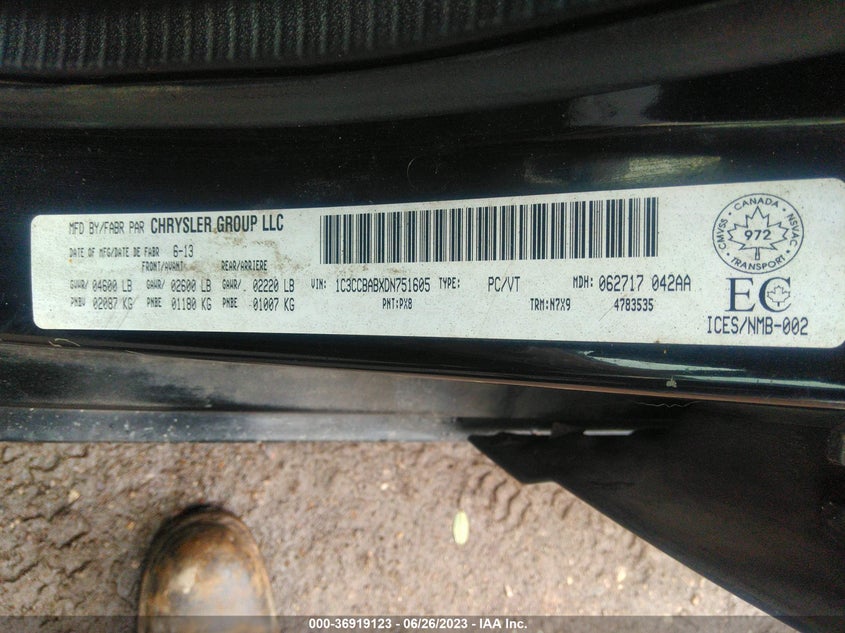 MFD BY/FABR PAR CHRYSLER GROUP LLC
DATE OF MFG/DATE DE FABR 6-13
FRONT/AVANT REAR/ARRIERE
GVWR/ 04600 LB GAWR/ 02600 LB GAWR/ 02220 LB
PNBV 02087 KG PNBE 01180 KG PNBE 01007 KG
VIN: 1C3CCBABXDN751605 TYPE: PC/VT MDH: 062717 042AA
PNT:PX8 TRM:N7X9 4783535
CANADA
CMVSS · NSVAC
972
TRANSPORT
EC
ICES/NMB-002
000-36919123 - 06/26/2023 - IAA Inc.